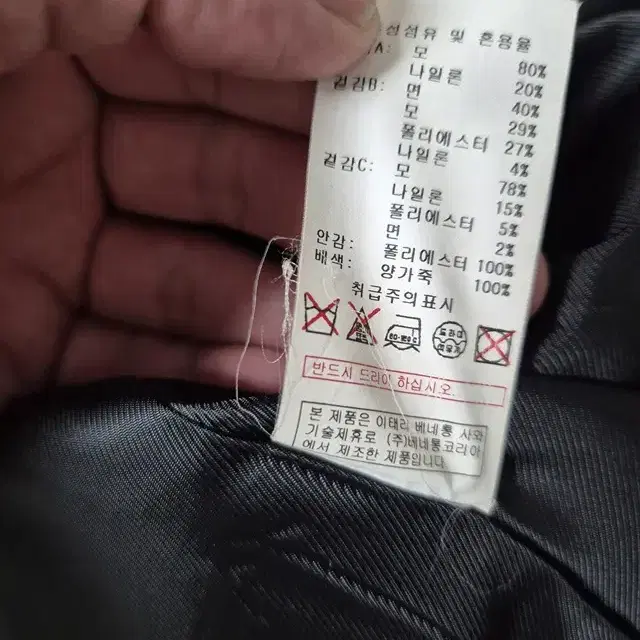 선섬유 및 혼용율
A: 모 80%
나일론 20%
겉감B: 면 40%
모 29%
폴리에스터 27%
나일론 4%
겉감C: 모 78%
나일론 15%
폴리에스터 5%
면 2%
안감: 폴리에스터 100%
배색: 양가죽 100%
취급주의표시
드라이
반드시 드라이 하십시오.
본 제품은 이태리 베네통 사와
기술제휴로 (주)베네통코리아
에서 제조한 제품입니다.